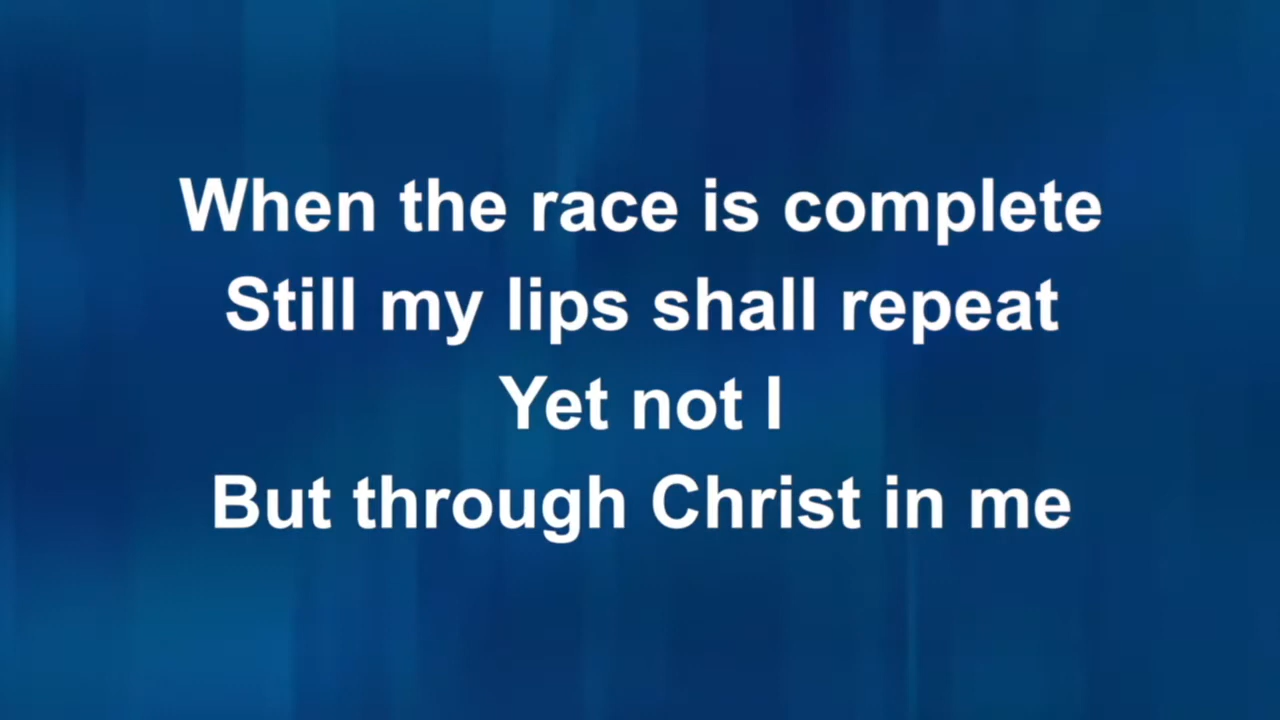 When the race is complete
Still my lips shall repeat
Yet not I
But through Christ in me